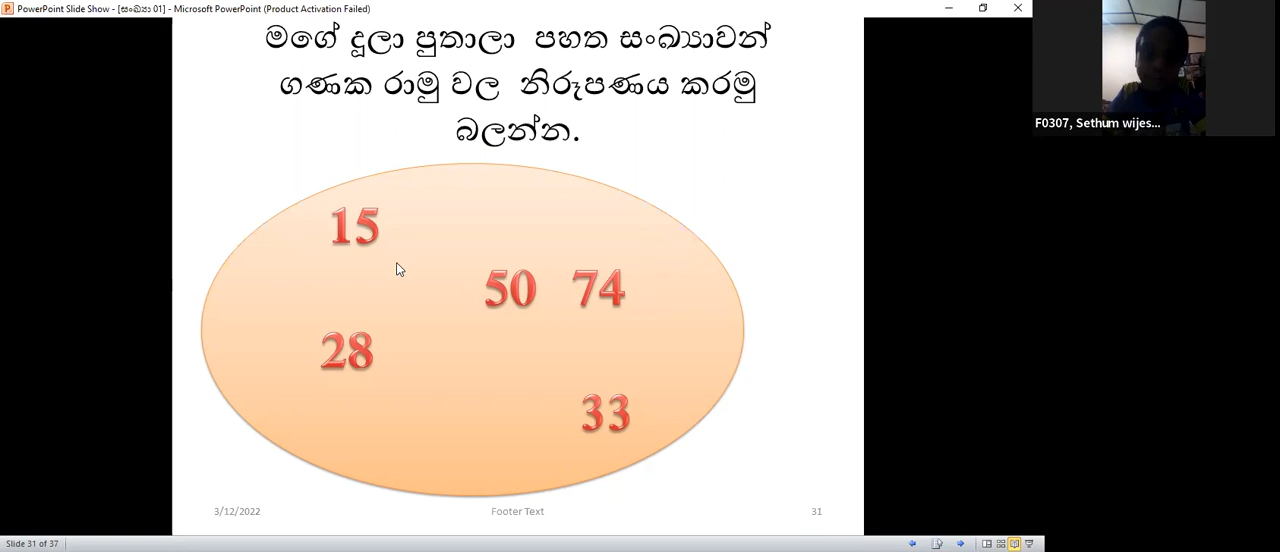 PowerPoint Slide Show - [සංඛ්‍යා 01] - Microsoft PowerPoint (Product Activation Failed)
මගේ දූලා පුතාලා පහත සංඛ්‍යාවන්
ගණක රාමු වල නිරූපණය කරමු
බලන්න.
F0307, Sethum wijes...
15
50 74
28
33
3/12/2022 Footer Text 31
Slide 31 of 37